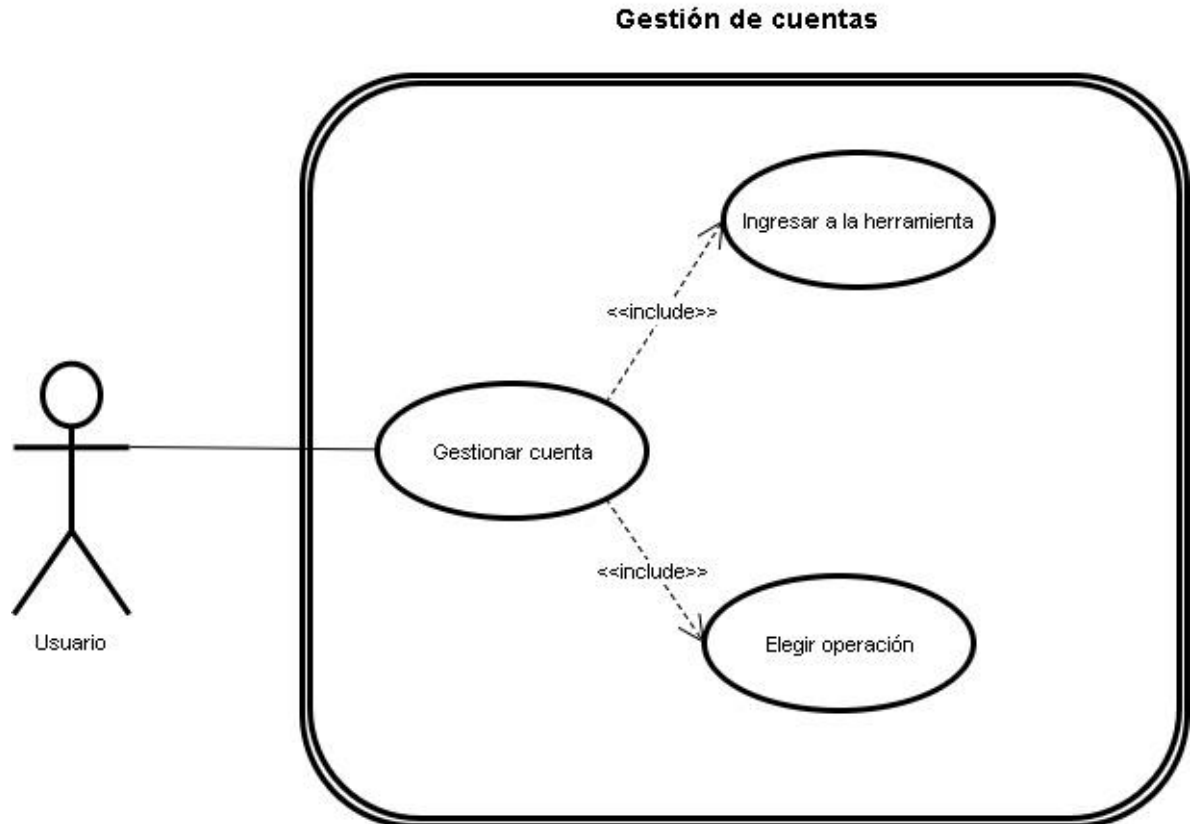 Gestión de cuentas
Ingresar a la herramienta
<<include>>
Gestionar cuenta
<<include>>
Elegir operación
Usuario